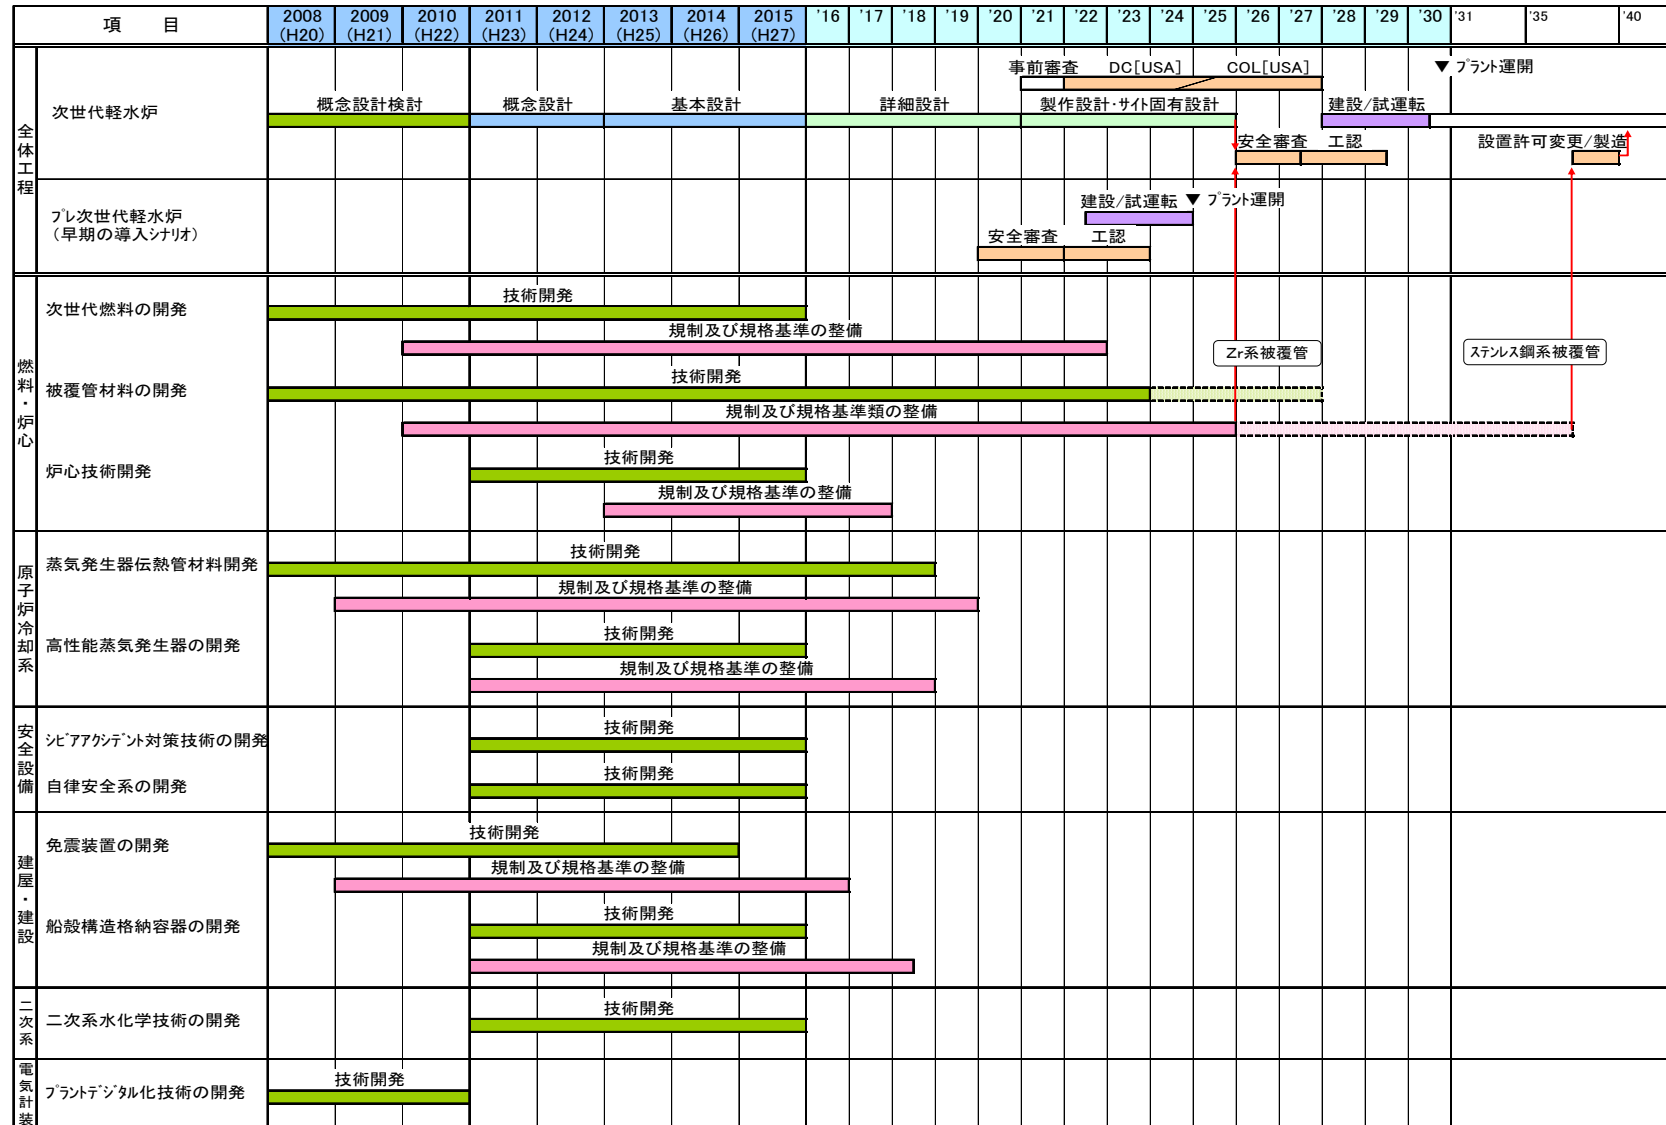 項　目 2008 2009 2010 2011 2012 2013 2014 2015 '16 '17 '18 '19 '20 '21 '22 '23 '24 '25 '26 '27 '28 '29 '30 '31 '35 '40
(H20) (H21) (H22) (H23) (H24) (H25) (H26) (H27)
全体工程
次世代軽水炉
事前審査 DC[USA] COL[USA] ▼ プラント運開
概念設計検討 概念設計 基本設計 詳細設計 製作設計・サイト固有設計 建設/試運転
安全審査 工認 設置許可変更/製造
プレ次世代軽水炉
（早期の導入シナリオ）
建設/試運転 ▼ プラント運開
安全審査 工認
燃料・炉心
次世代燃料の開発
技術開発
規制及び規格基準の整備
Zr系被覆管 ステンレス鋼系被覆管
被覆管材料の開発
技術開発
規制及び規格基準類の整備
炉心技術開発
技術開発
規制及び規格基準の整備
原子炉冷却系
蒸気発生器伝熱管材料開発
技術開発
規制及び規格基準の整備
高性能蒸気発生器の開発
技術開発
規制及び規格基準の整備
安全設備
シビアアクシデント対策技術の開発
技術開発
自律安全系の開発
技術開発
建屋・建設
免震装置の開発
技術開発
規制及び規格基準の整備
船殻構造格納容器の開発
技術開発
規制及び規格基準の整備
二次系
二次系水化学技術の開発
技術開発
電気計装
プラントデジタル化技術の開発
技術開発